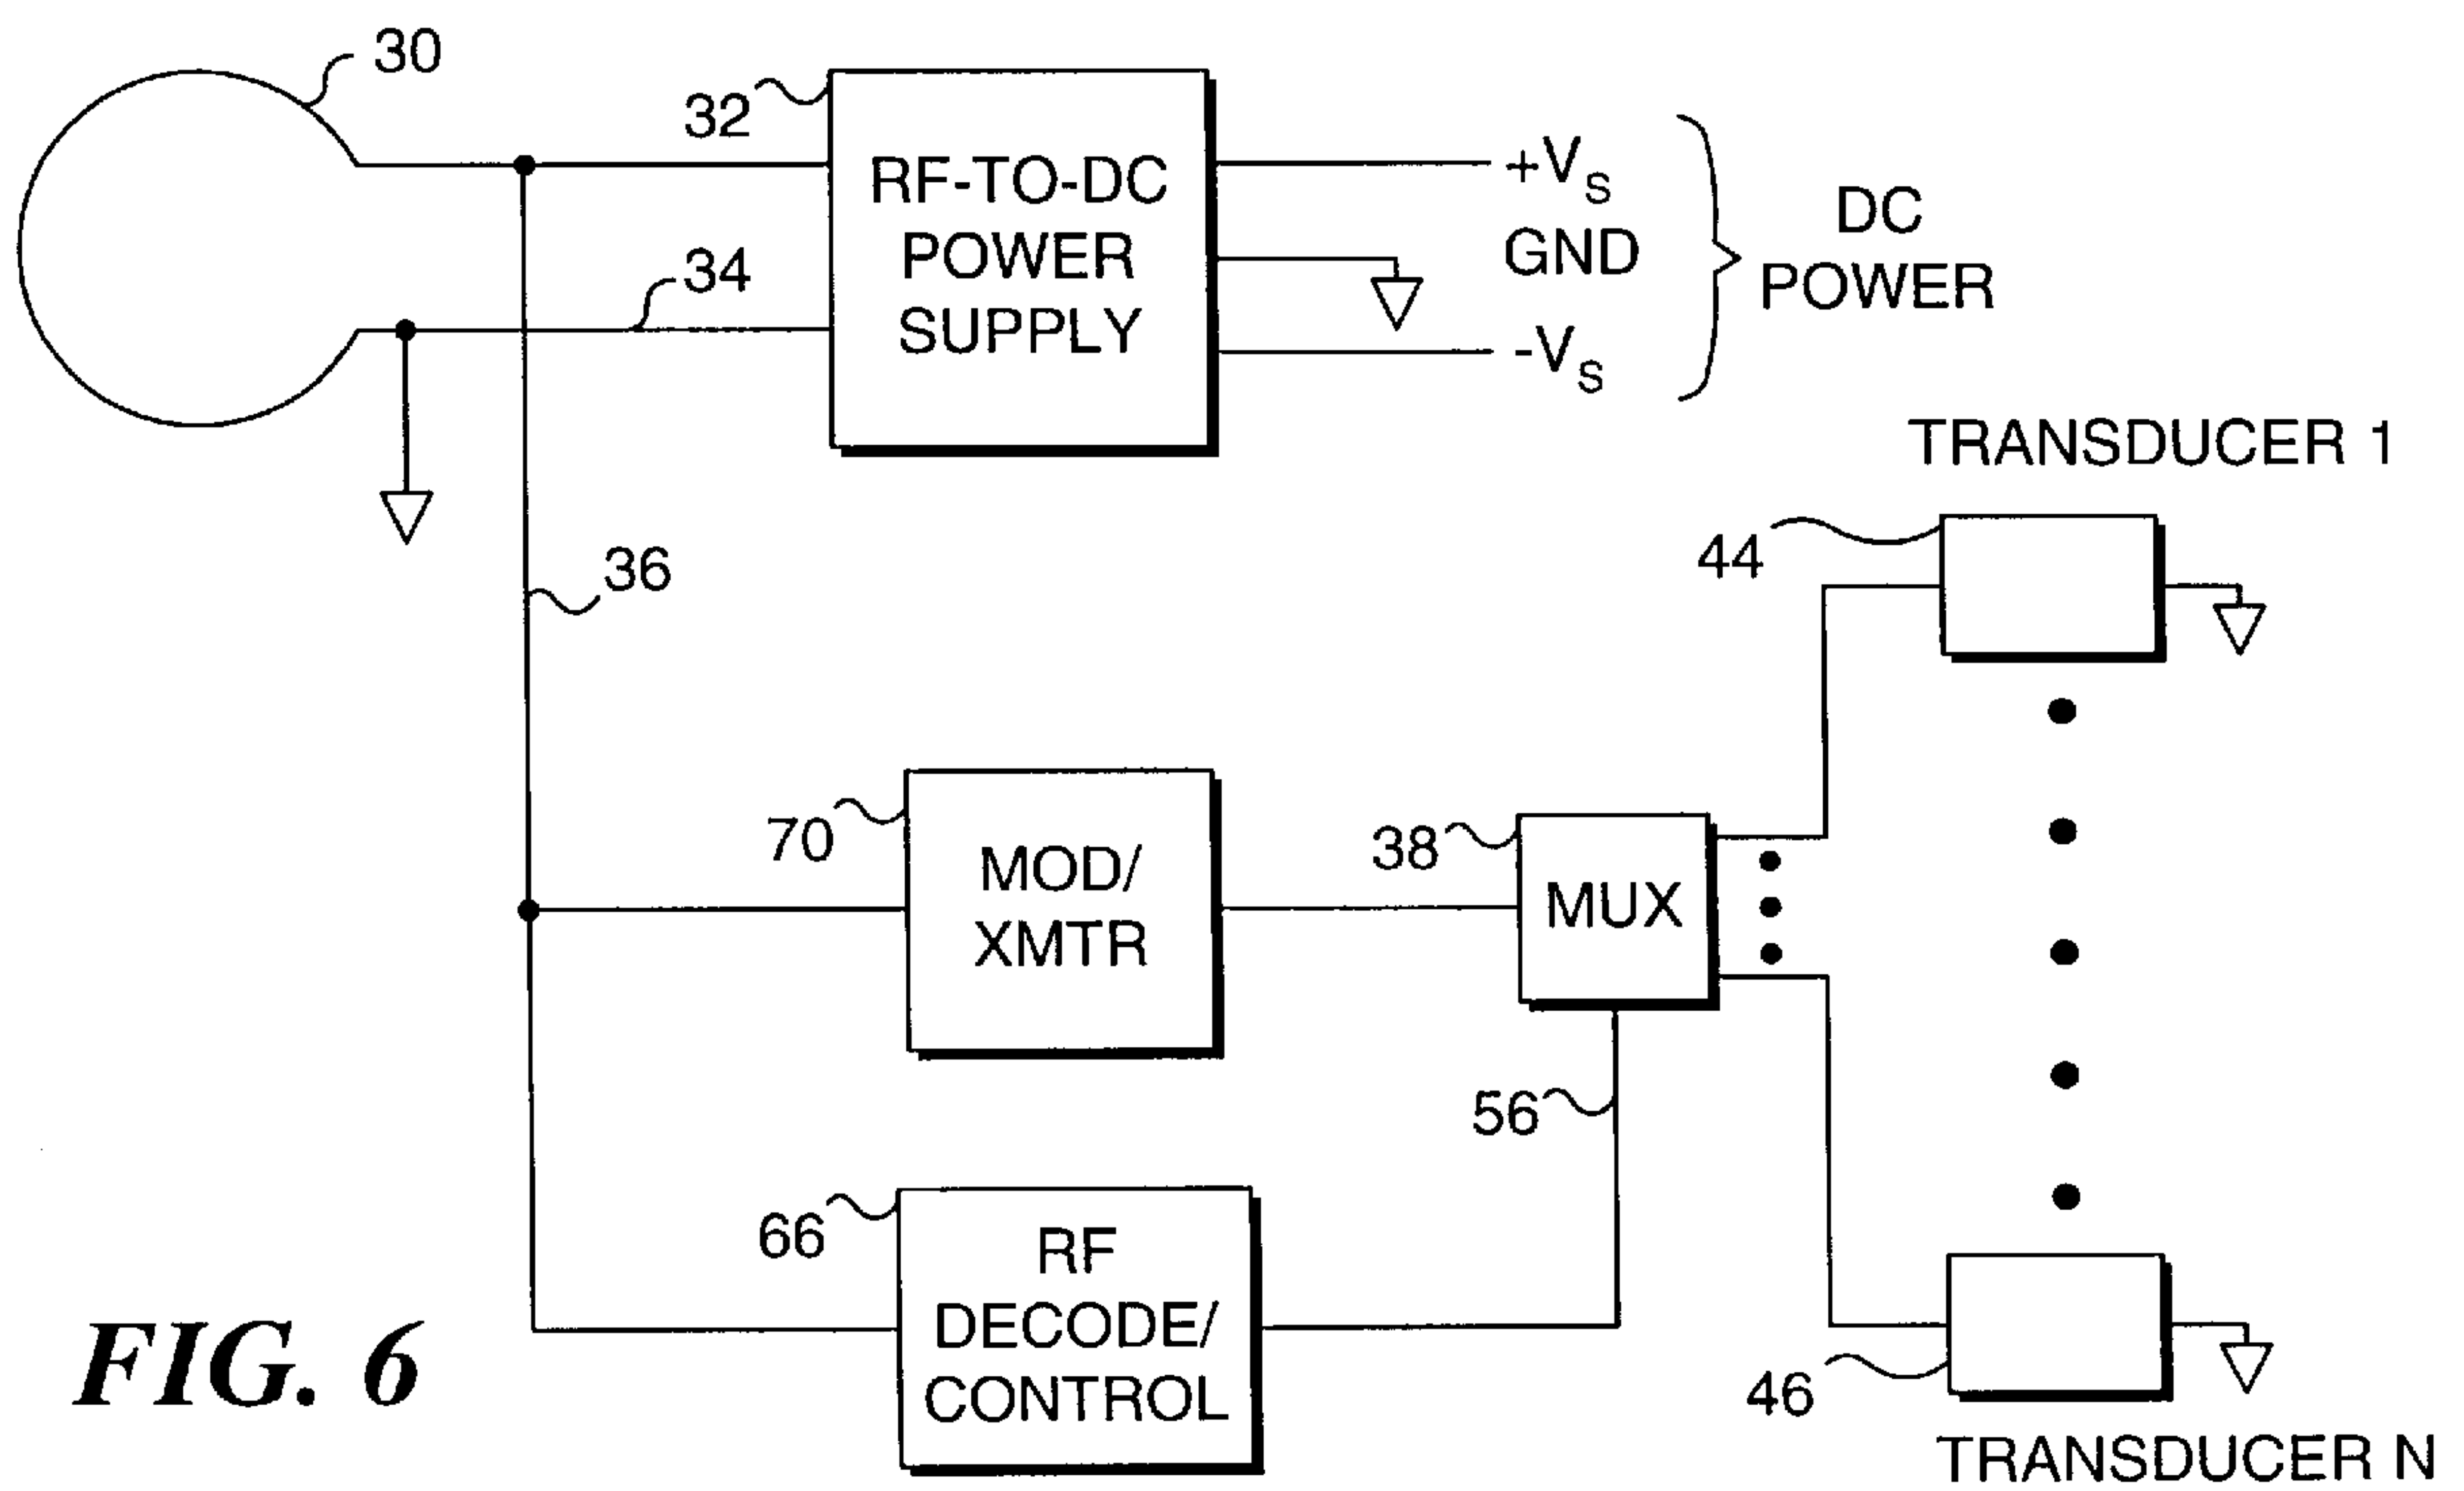 30
32
RF-TO-DC
POWER
SUPPLY
+VS
GND
-VS
DC
POWER
34
TRANSDUCER 1
44
36
70
MOD/
XMTR
38
MUX
56
66
RF
DECODE/
CONTROL
46
TRANSDUCER N
FIG. 6